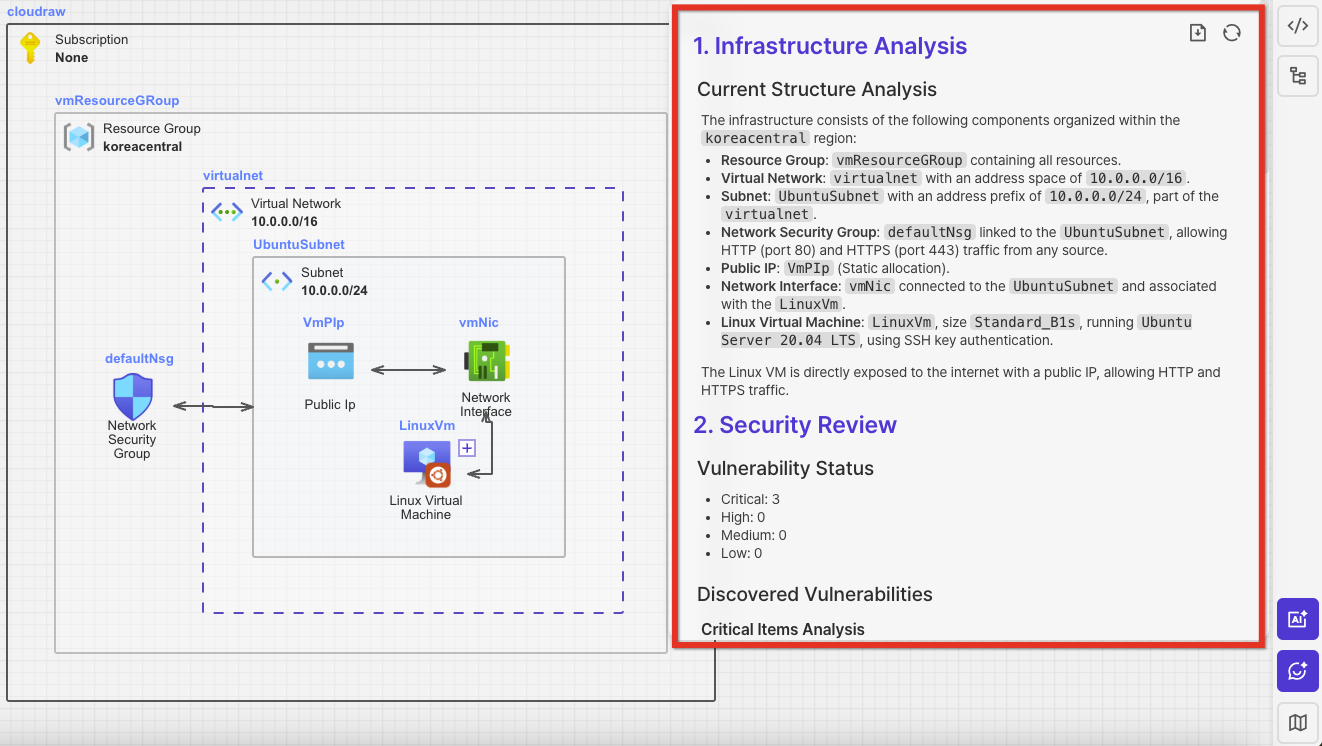 cloudraw
Subscription
None
vmResourceGRoup
Resource Group
koreacentral
virtualnet
Virtual Network
10.0.0.0/16
UbuntuSubnet
Subnet
10.0.0.0/24
VmPIp
Public Ip
vmNic
Network
Interface
defaultNsg
Network
Security
Group
LinuxVm
Linux Virtual
Machine
1. Infrastructure Analysis
Current Structure Analysis
The infrastructure consists of the following components organized within the
koreacentral region:
• Resource Group: vmResourceGRoup containing all resources.
• Virtual Network: virtualnet with an address space of 10.0.0.0/16.
• Subnet: UbuntuSubnet with an address prefix of 10.0.0.0/24, part of the
virtualnet.
• Network Security Group: defaultNsg linked to the UbuntuSubnet, allowing
HTTP (port 80) and HTTPS (port 443) traffic from any source.
• Public IP: VmPIp (Static allocation).
• Network Interface: vmNic connected to the UbuntuSubnet and associated
with the LinuxVm.
• Linux Virtual Machine: LinuxVm, size Standard_B1s, running Ubuntu
Server 20.04 LTS, using SSH key authentication.
The Linux VM is directly exposed to the internet with a public IP, allowing HTTP and
HTTPS traffic.
2. Security Review
Vulnerability Status
• Critical: 3
• High: 0
• Medium: 0
• Low: 0
Discovered Vulnerabilities
Critical Items Analysis
</>
AI